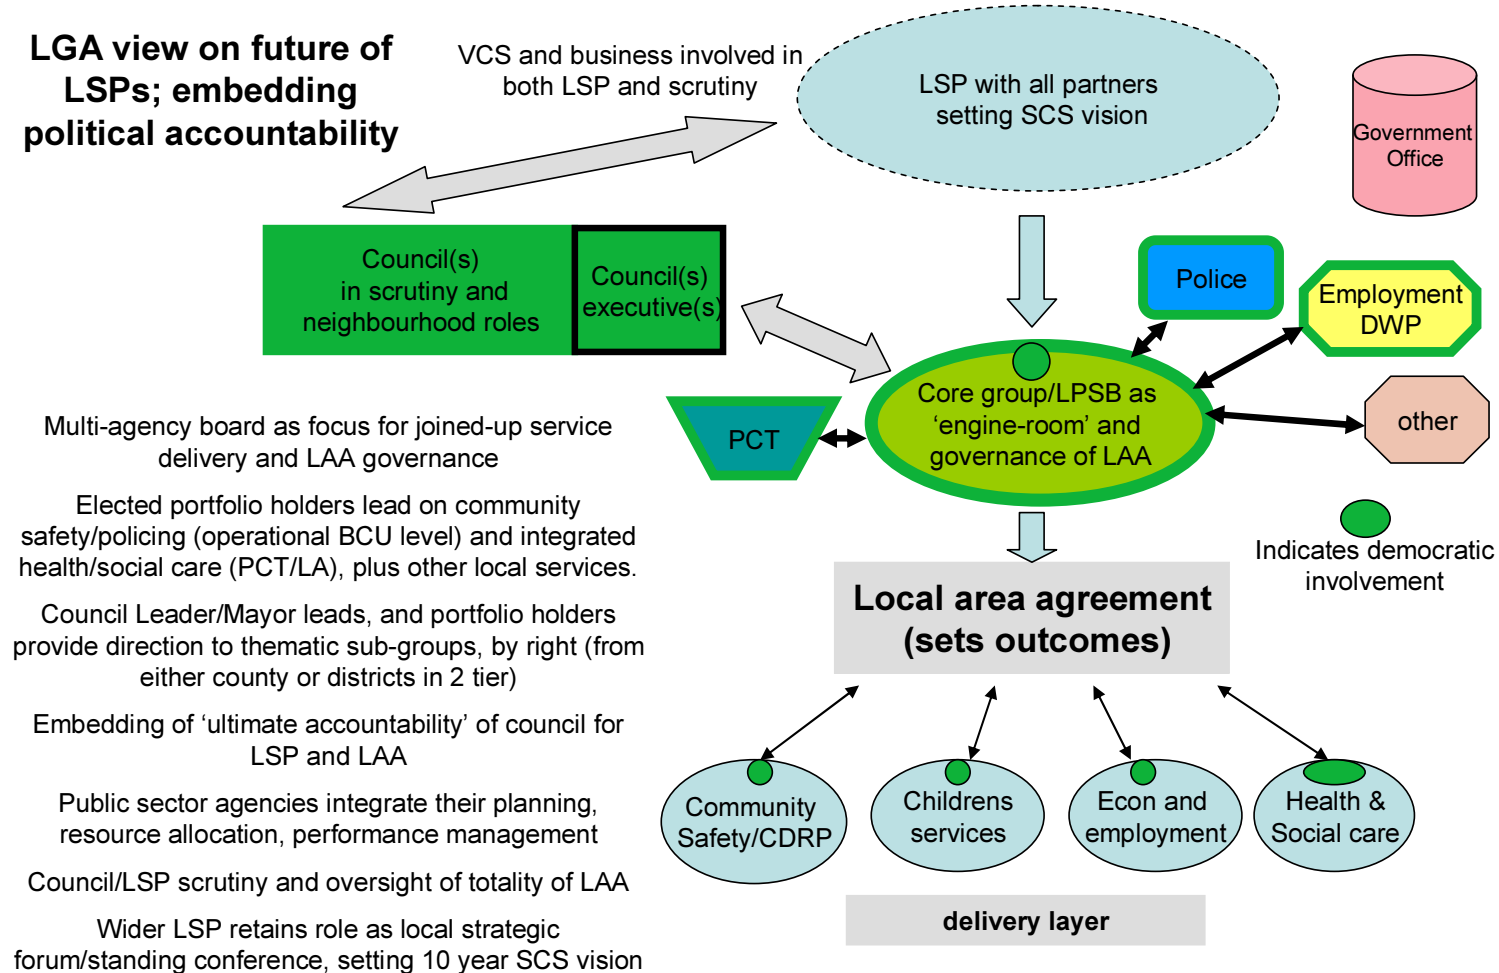 LGA view on future of
LSPs; embedding
political accountability
VCS and business involved in
both LSP and scrutiny
LSP with all partners
setting SCS vision
Government
Office
Council(s)
in scrutiny and
neighbourhood roles
Council(s)
executive(s)
Police
Employment
DWP
Core group/LPSB as
‘engine-room’ and
governance of LAA
PCT
other
Indicates democratic
involvement
Multi-agency board as focus for joined-up service
delivery and LAA governance
Elected portfolio holders lead on community
safety/policing (operational BCU level) and integrated
health/social care (PCT/LA), plus other local services.
Council Leader/Mayor leads, and portfolio holders
provide direction to thematic sub-groups, by right (from
either county or districts in 2 tier)
Embedding of ‘ultimate accountability’ of council for
LSP and LAA
Public sector agencies integrate their planning,
resource allocation, performance management
Council/LSP scrutiny and oversight of totality of LAA
Wider LSP retains role as local strategic
forum/standing conference, setting 10 year SCS vision
Local area agreement
(sets outcomes)
Community
Safety/CDRP
Childrens
services
Econ and
employment
Health &
Social care
delivery layer